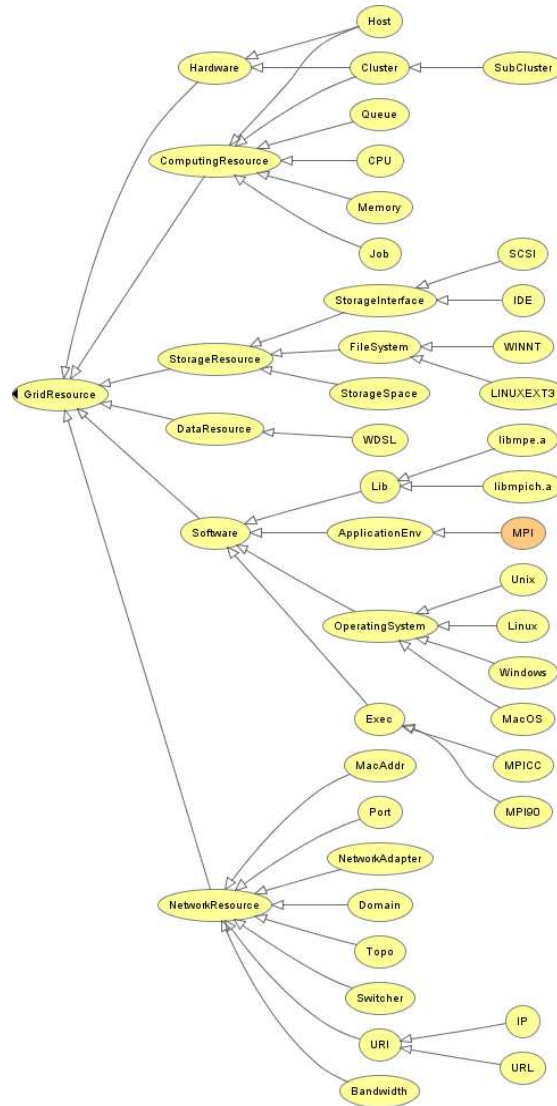 Host
Hardware
Cluster
SubCluster
Queue
ComputingResource
CPU
Memory
Job
SCSI
StorageInterface
IDE
StorageResource
FileSystem
WINNT
GridResource
StorageSpace
LINUXEXT3
DataResource
WDSL
libmpe.a
Lib
libmpich.a
Software
ApplicationEnv
MPI
Unix
OperatingSystem
Linux
Windows
Exec
MacOS
MacAddr
MPICC
Port
MPI90
NetworkAdapter
NetworkResource
Domain
Topo
Switcher
IP
URI
URL
Bandwidth